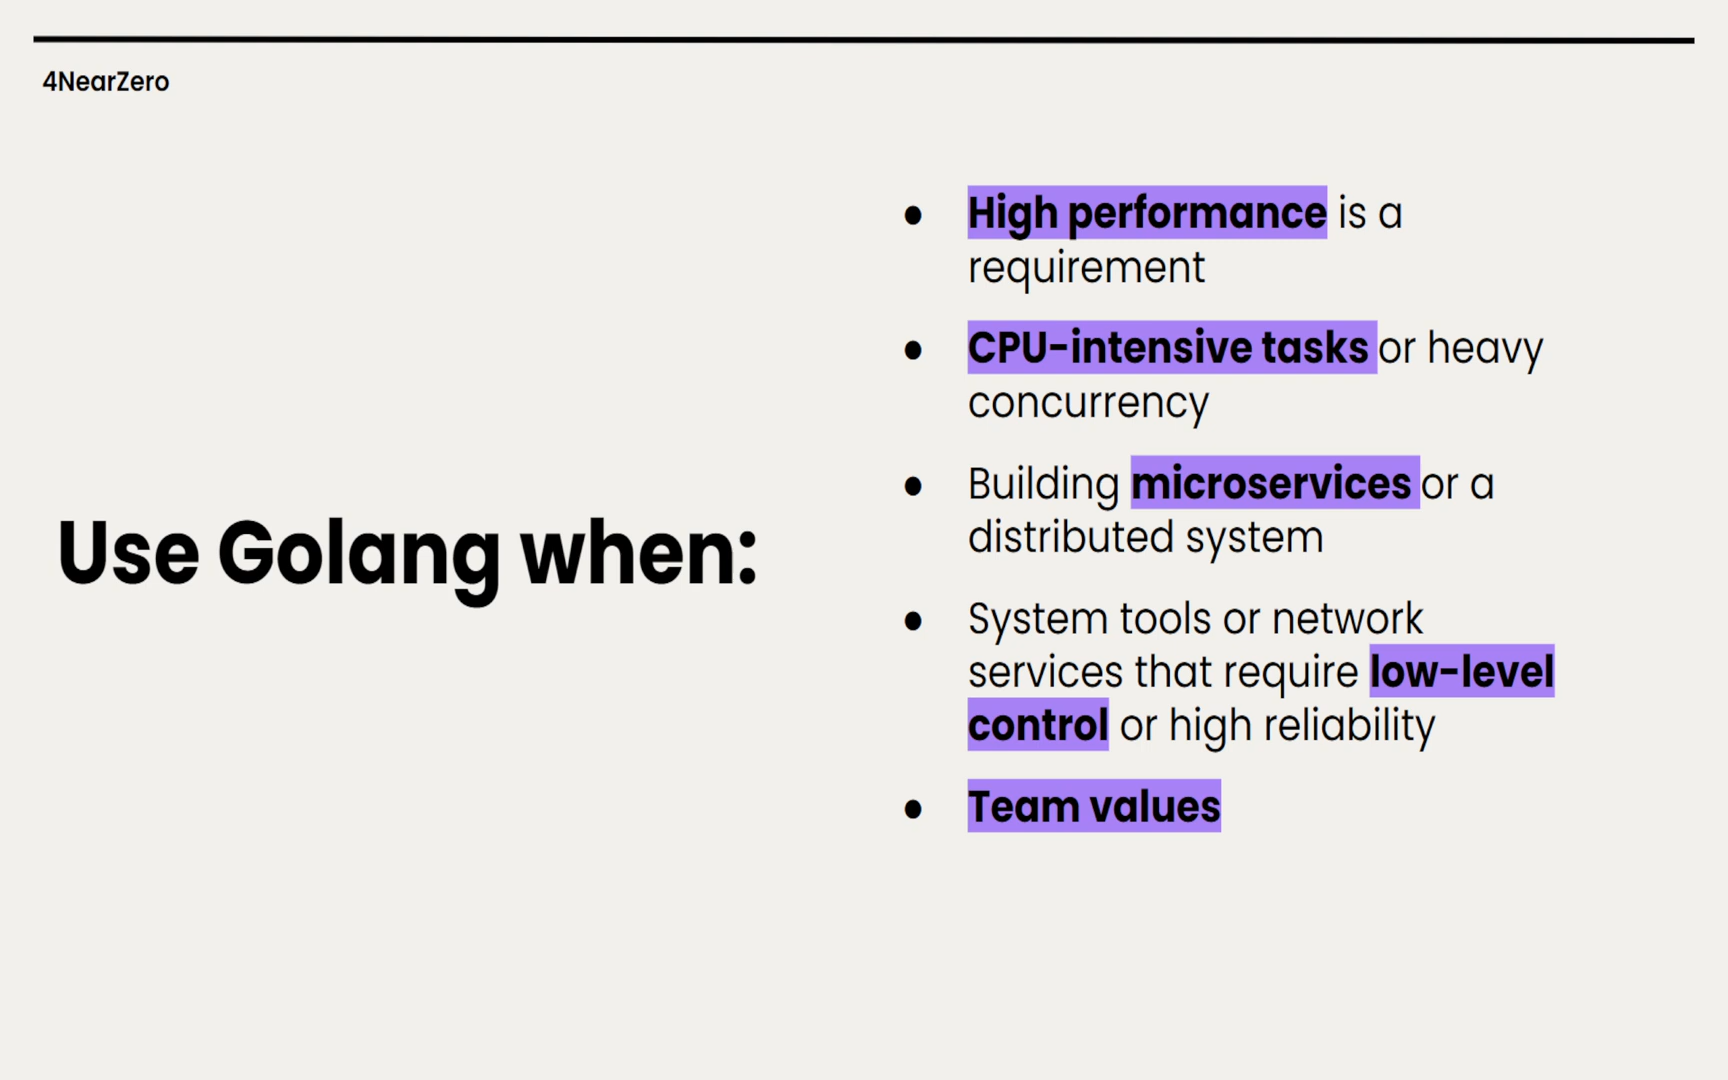 4NearZero
Use Golang when:
● High performance is a
requirement
● CPU-intensive tasks or heavy
concurrency
● Building microservices or a
distributed system
● System tools or network
services that require low-level
control or high reliability
● Team values